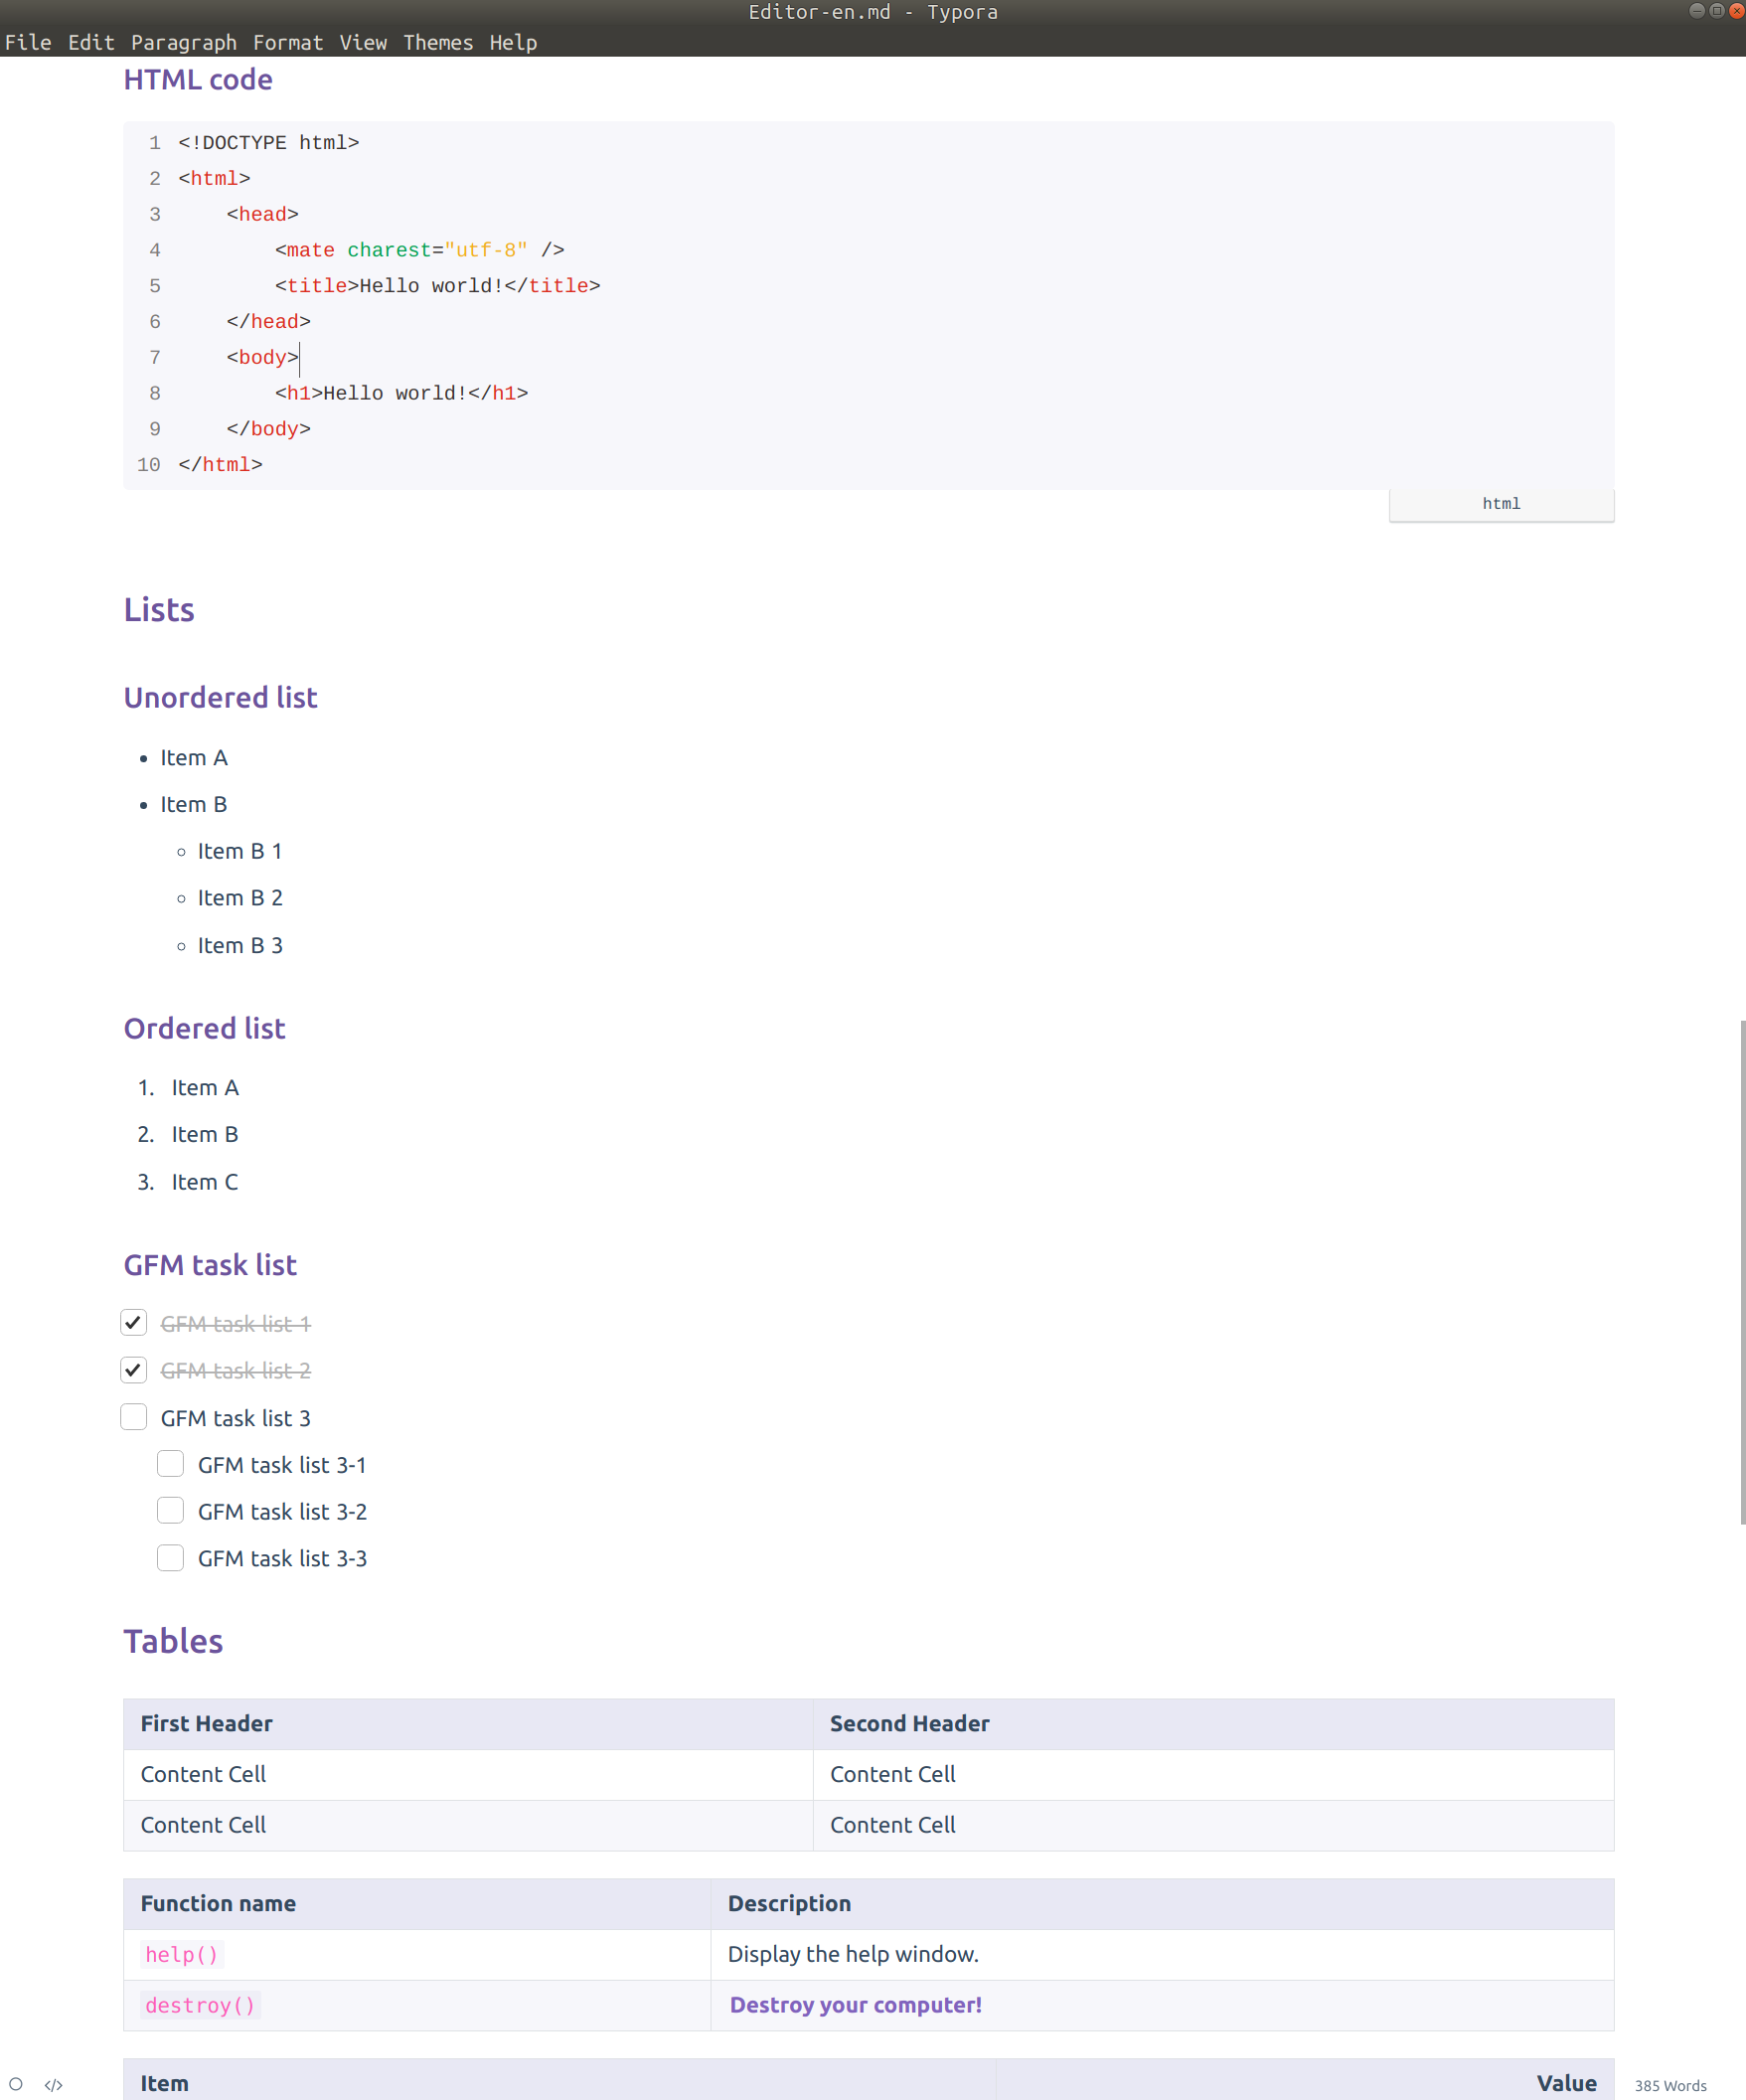 Editor-en.md - Typora
File Edit Paragraph Format View Themes Help
HTML code
1 <!DOCTYPE html>
2 <html>
3     <head>
4         <mate charest="utf-8" />
5         <title>Hello world!</title>
6     </head>
7     <body>
8         <h1>Hello world!</h1>
9     </body>
10 </html>
html
Lists
Unordered list
• Item A
• Item B
◦ Item B 1
◦ Item B 2
◦ Item B 3
Ordered list
1. Item A
2. Item B
3. Item C
GFM task list
GFM task list 1
GFM task list 2
GFM task list 3
GFM task list 3-1
GFM task list 3-2
GFM task list 3-3
Tables
First Header Second Header
Content Cell Content Cell
Content Cell Content Cell
Function name Description
help() Display the help window.
destroy() Destroy your computer!
Item Value
</> 385 Words